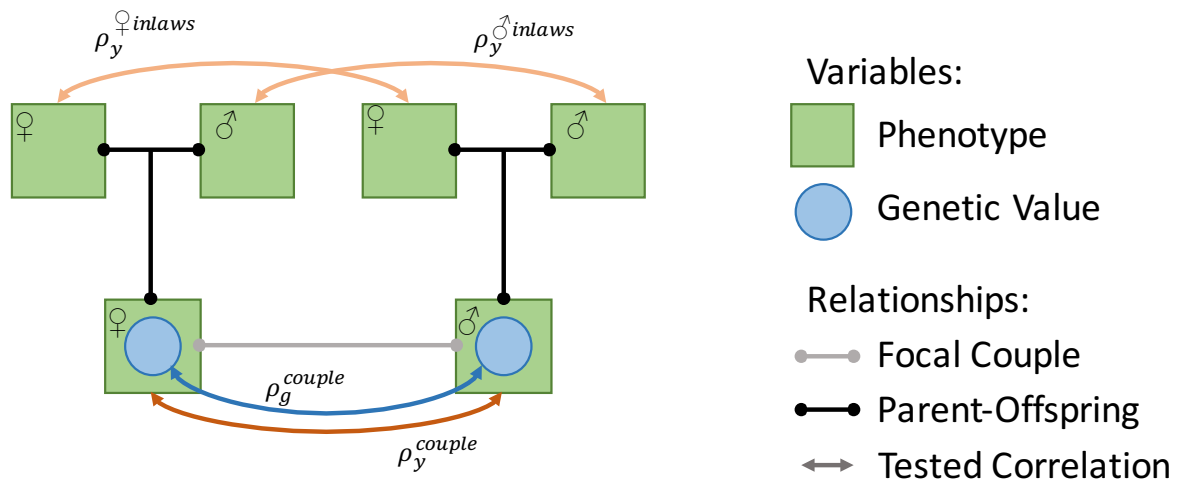 ρ_y^{♀inlaws} ρ_y^{♂inlaws}
♀ ♂ ♀ ♂
♀ ♂
ρ_g^{couple}
ρ_y^{couple}
Variables:
Phenotype
Genetic Value
Relationships:
Focal Couple
Parent-Offspring
Tested Correlation